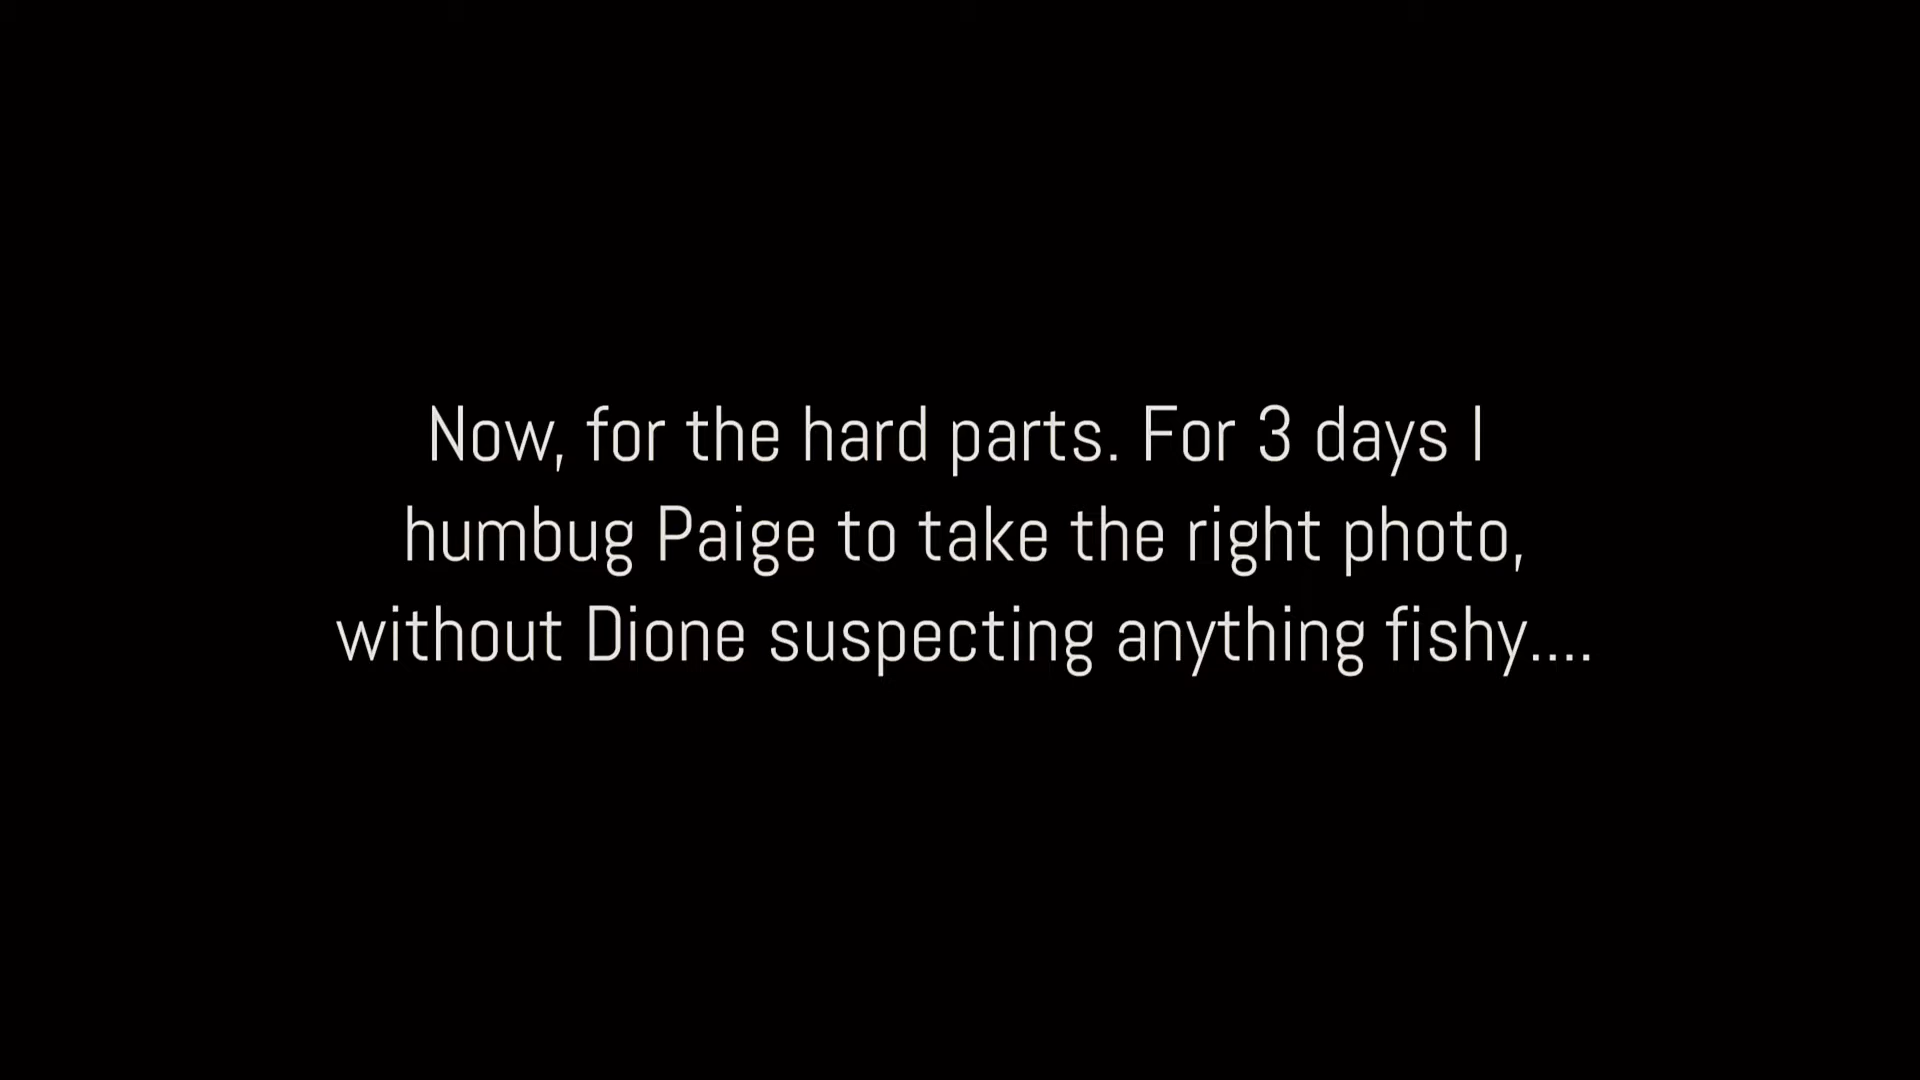 Now, for the hard parts. For 3 days I
humbug Paige to take the right photo,
without Dione suspecting anything fishy....